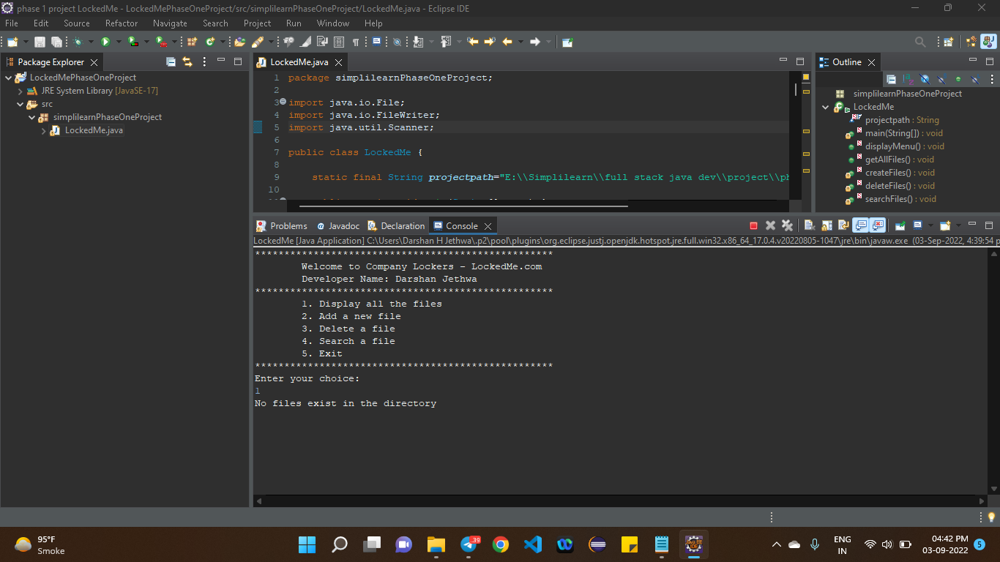 phase 1 project LockedMe - LockedMePhaseOneProject/src/simplilearnPhaseOneProject/LockedMe.java - Eclipse IDE
File Edit Source Refactor Navigate Search Project Run Window Help
Package Explorer
LockedMePhaseOneProject
JRE System Library [JavaSE-17]
src
simplilearnPhaseOneProject
LockedMe.java
LockedMe.java
1 package simplilearnPhaseOneProject;
2
3 import java.io.File;
4 import java.io.FileWriter;
5 import java.util.Scanner;
6
7 public class LockedMe {
8
9 static final String projectpath="E:\\Simplilearn\\full stack java dev\\project\\ph
10
Outline
simplilearnPhaseOneProject
LockedMe
projectpath : String
main(String[]) : void
displayMenu() : void
getAllFiles() : void
createFiles() : void
deleteFiles() : void
searchFiles() : void
Problems @ Javadoc Declaration Console
LockedMe [Java Application] C:\Users\Darshan H Jethwa\.p2\pool\plugins\org.eclipse.justj.openjdk.hotspot.jre.full.win32.x86_64_17.0.4.v20220805-1047\jre\bin\javaw.exe (03-Sep-2022, 4:39:54 p
***************************************************
Welcome to Company Lockers - LockedMe.com
Developer Name: Darshan Jethwa
***************************************************
1. Display all the files
2. Add a new file
3. Delete a file
4. Search a file
5. Exit
***************************************************
Enter your choice:
1
No files exist in the directory
95°F
Smoke
39
ENG
IN
04:42 PM
03-09-2022
5